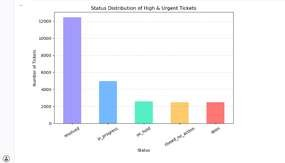 Status Distribution of High & Urgent Tickets
12000
10000
8000
6000
4000
2000
0
Number of Tickets
resolved
in_progress
on_hold
closed_no_action
open
Status